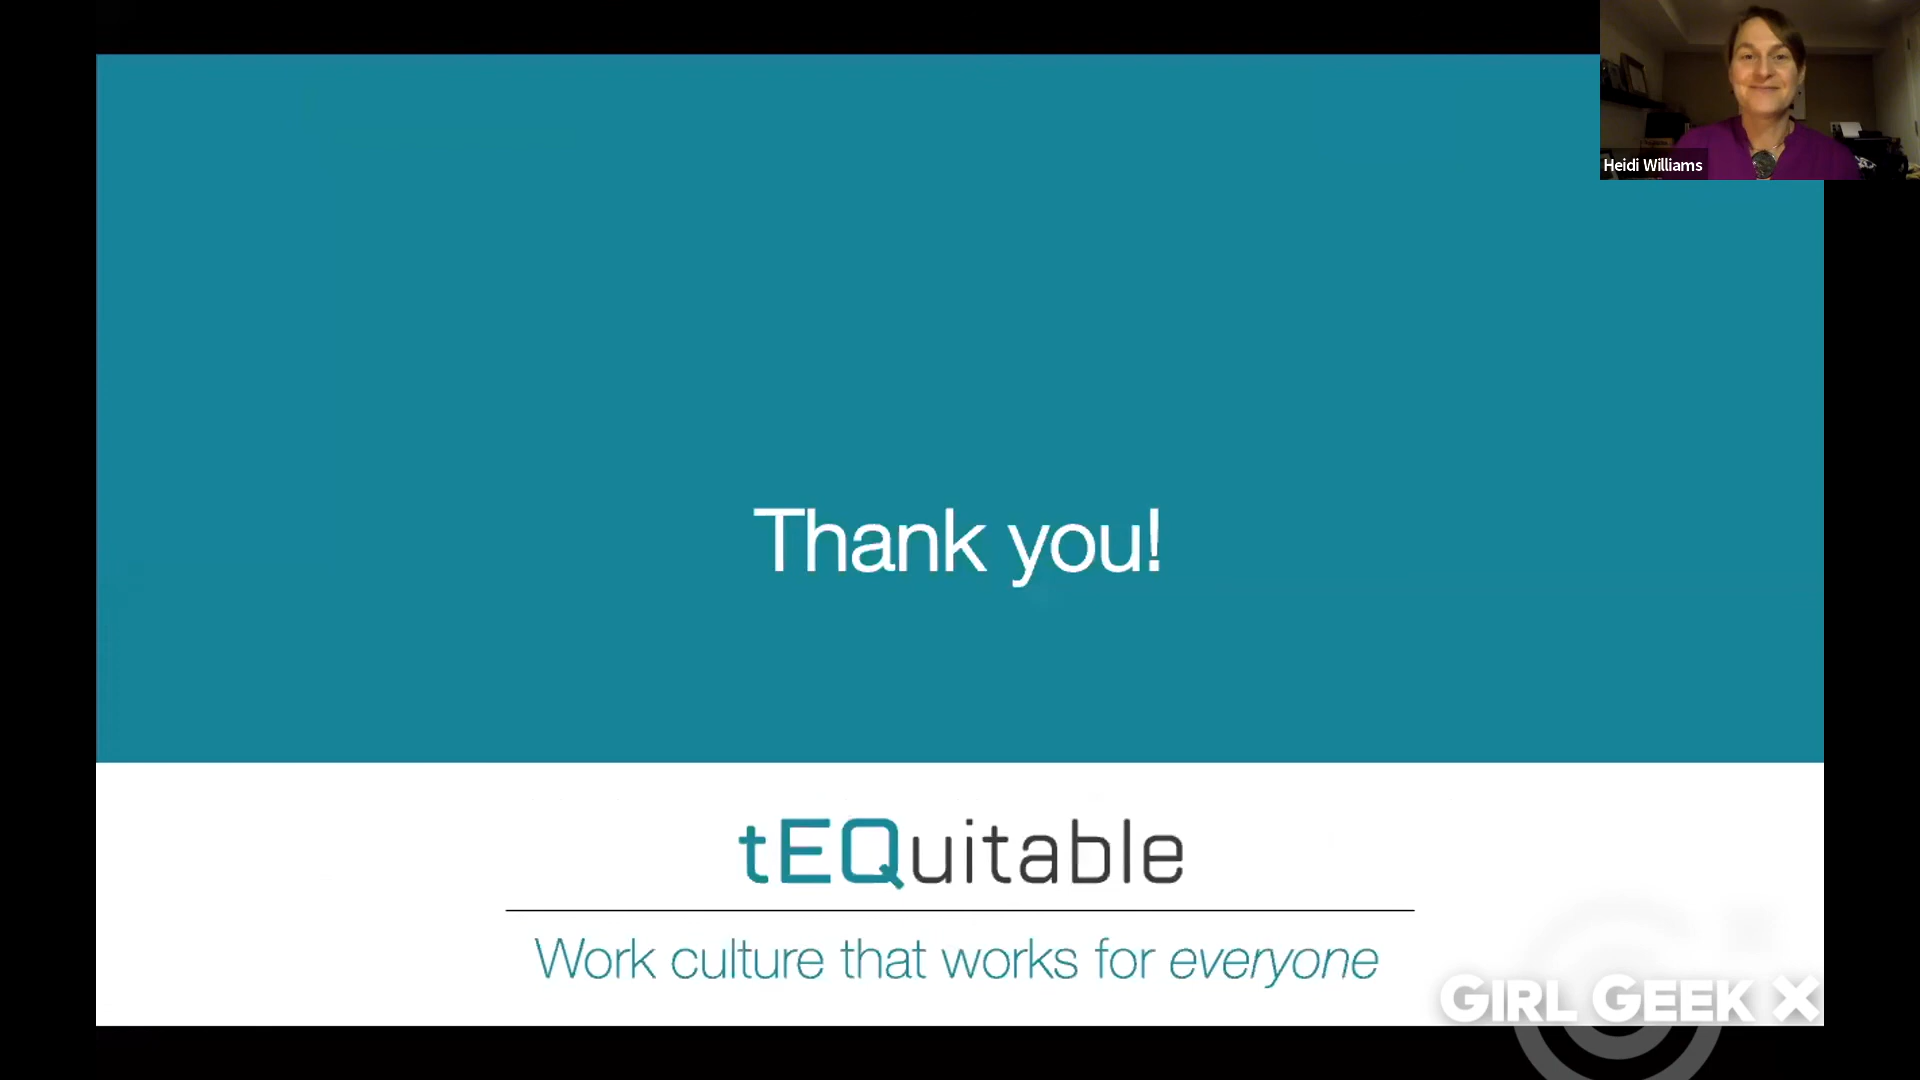 Heidi Williams
Thank you!
tEQuitable
Work culture that works for everyone
GIRL GEEK X